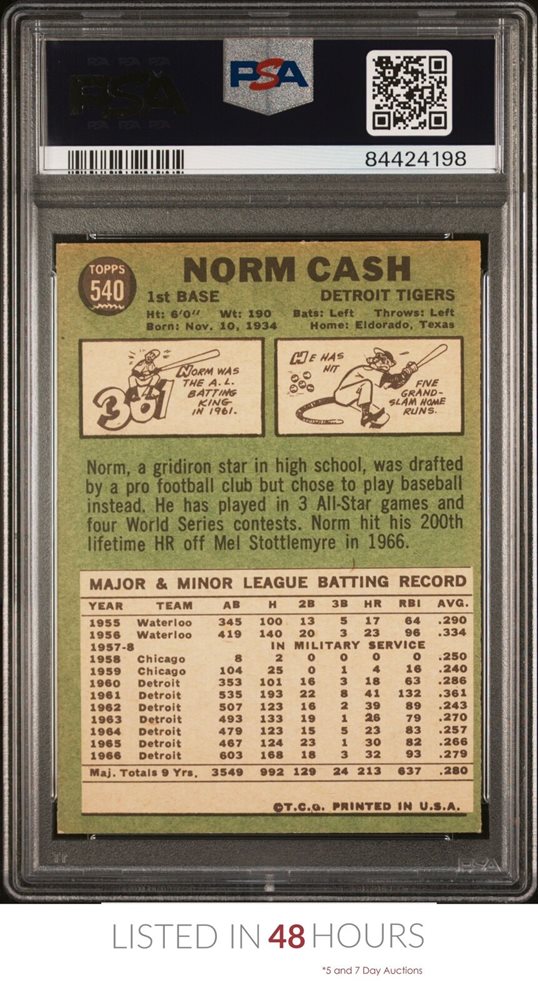 PSA PSA PSA
PSA
PSA PSA PSA
PSA
84424198
TOPPS
540
NORM CASH
1st BASE DETROIT TIGERS
Ht: 6'0" Wt: 190 Bats: Left Throws: Left
Born: Nov. 10, 1934 Home: Eldorado, Texas
NORM WAS
THE A.L.
BATTING
KING
IN 1961.
361
HE HAS
HIT
FIVE
GRAND-
SLAM HOME
RUNS.
Norm, a gridiron star in high school, was drafted
by a pro football club but chose to play baseball
instead. He has played in 3 All-Star games and
four World Series contests. Norm hit his 200th
lifetime HR off Mel Stottlemyre in 1966.
MAJOR & MINOR LEAGUE BATTING RECORD
YEAR TEAM AB H 2B 3B HR RBI AVG.
1955 Waterloo 345 100 13 5 17 64 .290
1956 Waterloo 419 140 20 3 23 96 .334
1957-8 IN MILITARY SERVICE
1958 Chicago 8 2 0 0 0 0 .250
1959 Chicago 104 25 0 1 4 16 .240
1960 Detroit 353 101 16 3 18 63 .286
1961 Detroit 535 193 22 8 41 132 .361
1962 Detroit 507 123 16 2 39 89 .243
1963 Detroit 493 133 19 1 26 79 .270
1964 Detroit 479 123 15 5 23 83 .257
1965 Detroit 467 124 23 1 30 82 .266
1966 Detroit 603 168 18 3 32 93 .279
Maj. Totals 9 Yrs. 3549 992 129 24 213 637 .280
©T.C.G. PRINTED IN U.S.A.
PSA
LISTED IN 48 HOURS
*5 and 7 Day Auctions